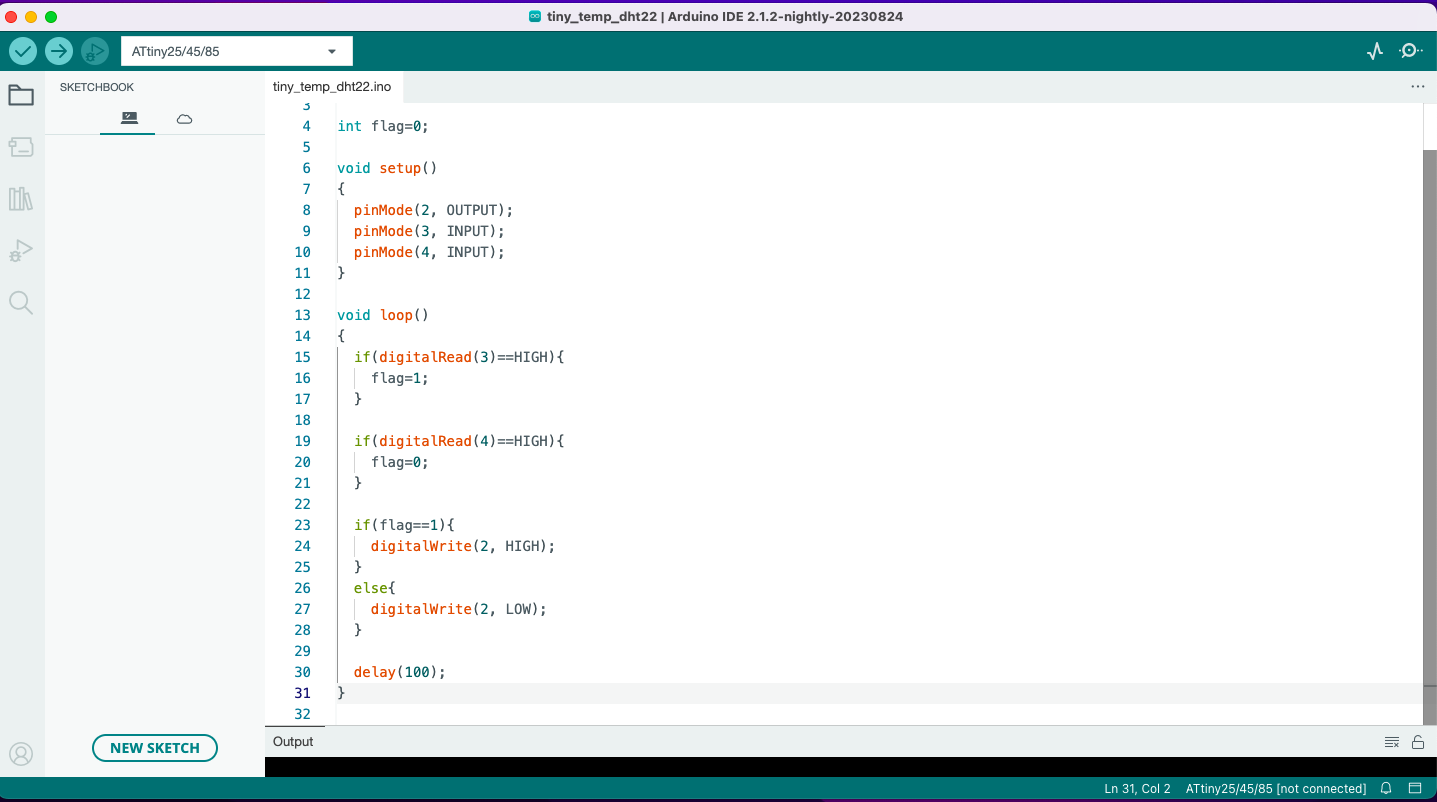 tiny_temp_dht22 | Arduino IDE 2.1.2-nightly-20230824
ATtiny25/45/85
SKETCHBOOK
tiny_temp_dht22.ino
3
4 int flag=0;
5
6 void setup()
7 {
8 pinMode(2, OUTPUT);
9 pinMode(3, INPUT);
10 pinMode(4, INPUT);
11 }
12
13 void loop()
14 {
15 if(digitalRead(3)==HIGH){
16 flag=1;
17 }
18
19 if(digitalRead(4)==HIGH){
20 flag=0;
21 }
22
23 if(flag==1){
24 digitalWrite(2, HIGH);
25 }
26 else{
27 digitalWrite(2, LOW);
28 }
29
30 delay(100);
31 }
32
NEW SKETCH
Output
Ln 31, Col 2 ATtiny25/45/85 [not connected]